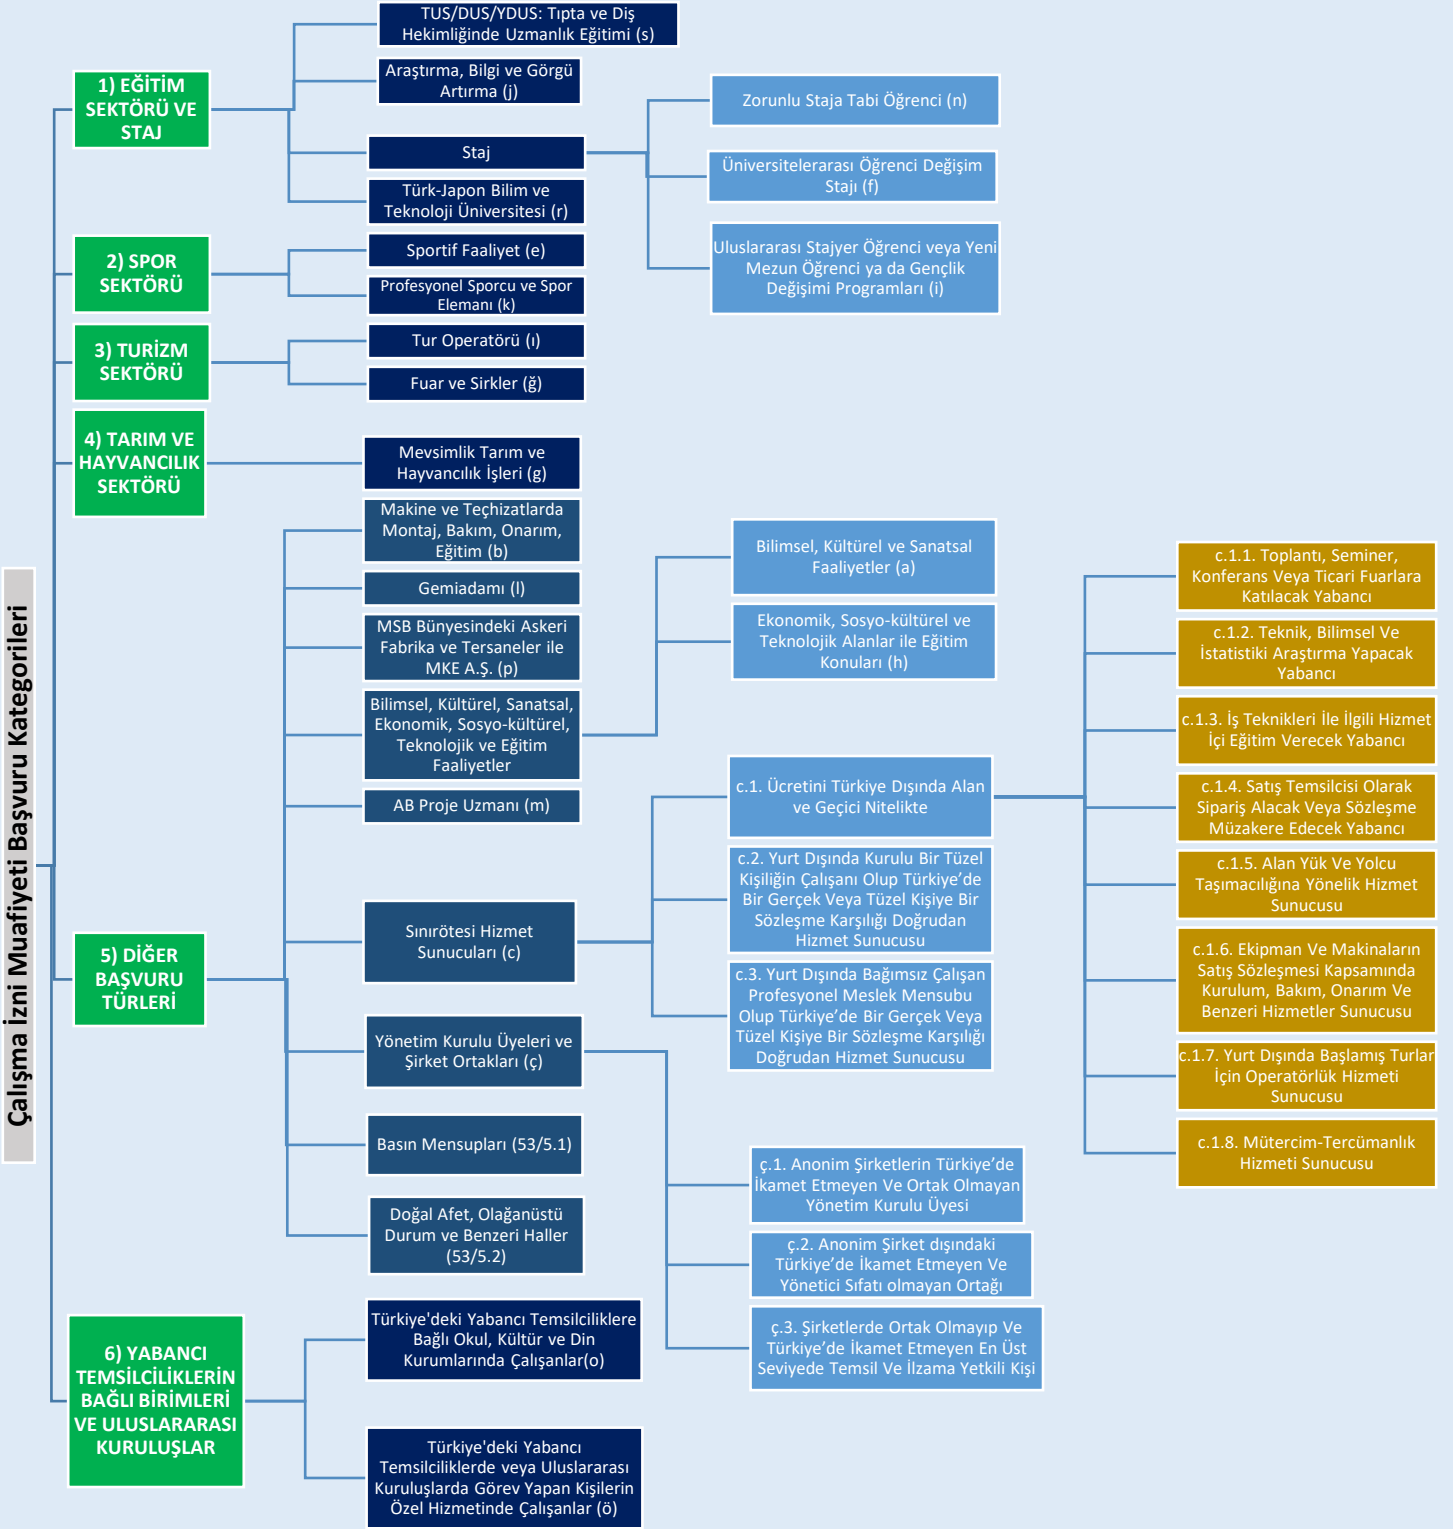 Çalışma İzni Muafiyeti Başvuru Kategorileri
1) EĞİTİM
SEKTÖRÜ VE
STAJ
TUS/DUS/YDUS: Tıpta ve Diş
Hekimliğinde Uzmanlık Eğitimi (s)
Araştırma, Bilgi ve Görgü
Artırma (j)
Staj
Zorunlu Staja Tabi Öğrenci (n)
Üniversitelerarası Öğrenci Değişim
Stajı (f)
Uluslararası Stajyer Öğrenci veya Yeni
Mezun Öğrenci ya da Gençlik
Değişimi Programları (i)
Türk-Japon Bilim ve
Teknoloji Üniversitesi (r)
2) SPOR
SEKTÖRÜ
Sportif Faaliyet (e)
Profesyonel Sporcu ve Spor
Elemanı (k)
3) TURİZM
SEKTÖRÜ
Tur Operatörü (ı)
Fuar ve Sirkler (ğ)
4) TARIM VE
HAYVANCILIK
SEKTÖRÜ
Mevsimlik Tarım ve
Hayvancılık İşleri (g)
5) DİĞER
BAŞVURU
TÜRLERİ
Makine ve Teçhizatlarda
Montaj, Bakım, Onarım,
Eğitim (b)
Gemiadamı (l)
MSB Bünyesindeki Askeri
Fabrika ve Tersaneler ile
MKE A.Ş. (p)
Bilimsel, Kültürel, Sanatsal,
Ekonomik, Sosyo-kültürel,
Teknolojik ve Eğitim
Faaliyetler
Bilimsel, Kültürel ve Sanatsal
Faaliyetler (a)
Ekonomik, Sosyo-kültürel ve
Teknolojik Alanlar ile Eğitim
Konuları (h)
AB Proje Uzmanı (m)
Sınırötesi Hizmet
Sunucuları (c)
c.1. Ücretini Türkiye Dışında Alan
ve Geçici Nitelikte
c.1.1. Toplantı, Seminer,
Konferans Veya Ticari Fuarlara
Katılacak Yabancı
c.1.2. Teknik, Bilimsel Ve
İstatistiki Araştırma Yapacak
Yabancı
c.1.3. İş Teknikleri İle İlgili Hizmet
İçi Eğitim Verecek Yabancı
c.1.4. Satış Temsilcisi Olarak
Sipariş Alacak Veya Sözleşme
Müzakere Edecek Yabancı
c.1.5. Alan Yük Ve Yolcu
Taşımacılığına Yönelik Hizmet
Sunucusu
c.1.6. Ekipman Ve Makinaların
Satış Sözleşmesi Kapsamında
Kurulum, Bakım, Onarım Ve
Benzeri Hizmetler Sunucusu
c.1.7. Yurt Dışında Başlamış Turlar
İçin Operatörlük Hizmeti
Sunucusu
c.1.8. Mütercim-Tercümanlık
Hizmeti Sunucusu
c.2. Yurt Dışında Kurulu Bir Tüzel
Kişiliğin Çalışanı Olup Türkiye’de
Bir Gerçek Veya Tüzel Kişiye Bir
Sözleşme Karşılığı Doğrudan
Hizmet Sunucusu
c.3. Yurt Dışında Bağımsız Çalışan
Profesyonel Meslek Mensubu
Olup Türkiye’de Bir Gerçek Veya
Tüzel Kişiye Bir Sözleşme Karşılığı
Doğrudan Hizmet Sunucusu
Yönetim Kurulu Üyeleri ve
Şirket Ortakları (ç)
ç.1. Anonim Şirketlerin Türkiye’de
İkamet Etmeyen Ve Ortak Olmayan
Yönetim Kurulu Üyesi
ç.2. Anonim Şirket dışındaki
Türkiye’de İkamet Etmeyen Ve
Yönetici Sıfatı olmayan Ortağı
ç.3. Şirketlerde Ortak Olmayıp Ve
Türkiye’de İkamet Etmeyen En Üst
Seviyede Temsil Ve İlzama Yetkili Kişi
Basın Mensupları (53/5.1)
Doğal Afet, Olağanüstü
Durum ve Benzeri Haller
(53/5.2)
6) YABANCI
TEMSİLCİLİKLERİN
BAĞLI BİRİMLERİ
VE ULUSLARARASI
KURULUŞLAR
Türkiye'deki Yabancı Temsilciliklere
Bağlı Okul, Kültür ve Din
Kurumlarında Çalışanlar(o)
Türkiye'deki Yabancı
Temsilciliklerde veya Uluslararası
Kuruluşlarda Görev Yapan Kişilerin
Özel Hizmetinde Çalışanlar (ö)